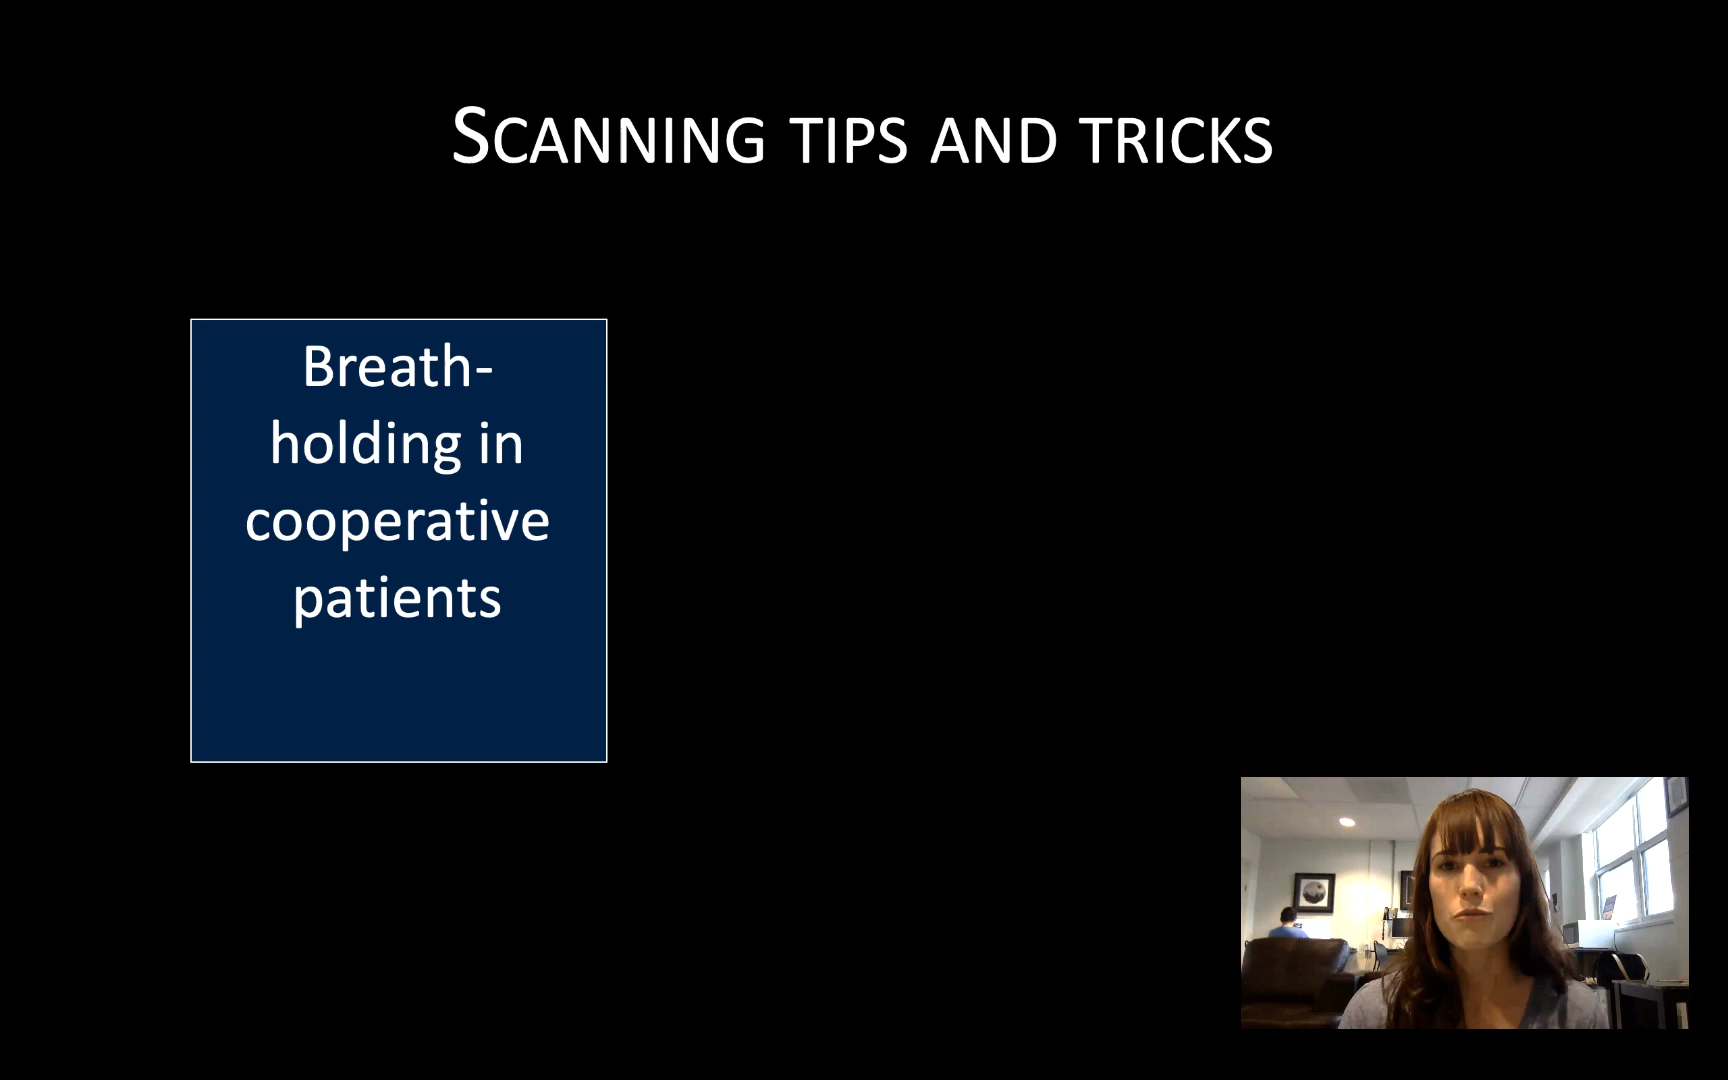 Scanning tips and tricks
Breath-
holding in
cooperative
patients